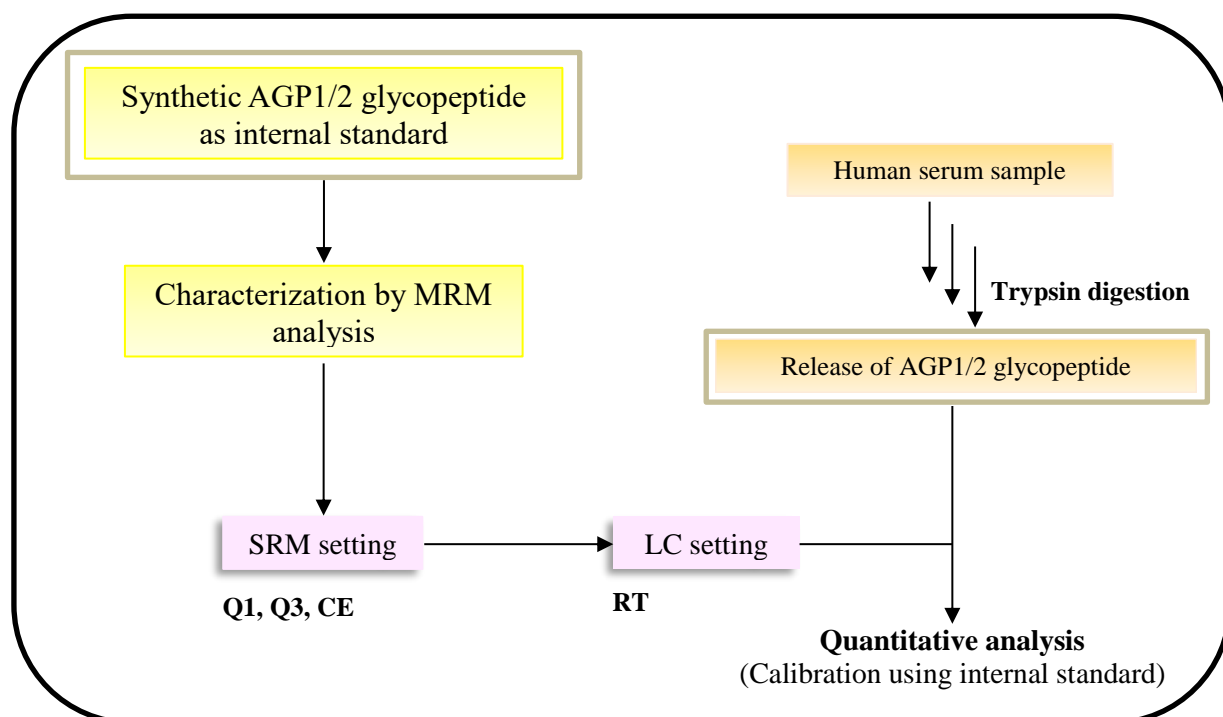 Synthetic AGP1/2 glycopeptide
as internal standard
Human serum sample
Trypsin digestion
Characterization by MRM
analysis
Release of AGP1/2 glycopeptide
SRM setting
LC setting
Q1, Q3, CE
RT
Quantitative analysis
(Calibration using internal standard)